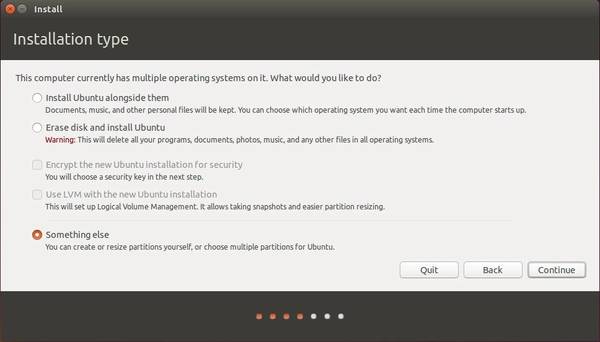 Install
Installation type
This computer currently has multiple operating systems on it. What would you like to do?
Install Ubuntu alongside them
Documents, music, and other personal files will be kept. You can choose which operating system you want each time the computer starts up.
Erase disk and install Ubuntu
Warning: This will delete all your programs, documents, photos, music, and any other files in all operating systems.
Encrypt the new Ubuntu installation for security
You will choose a security key in the next step.
Use LVM with the new Ubuntu installation
This will set up Logical Volume Management. It allows taking snapshots and easier partition resizing.
Something else
You can create or resize partitions yourself, or choose multiple partitions for Ubuntu.
Quit Back Continue